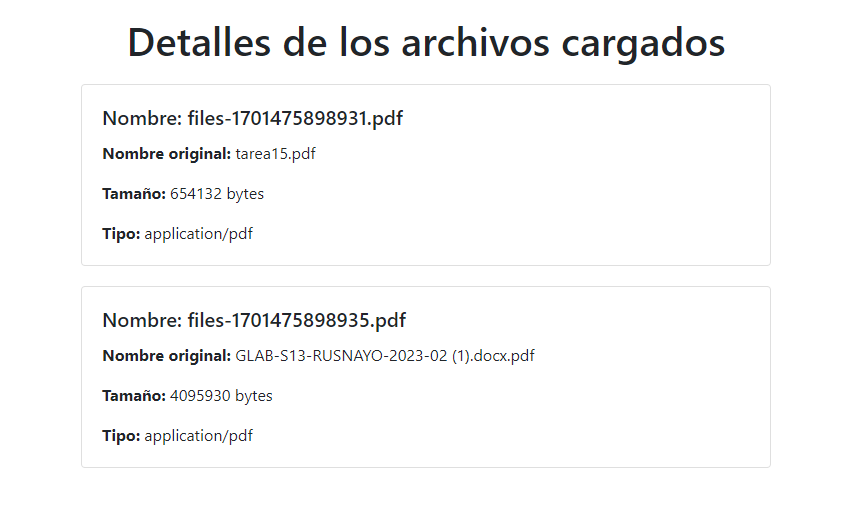 Detalles de los archivos cargados
Nombre: files-1701475898931.pdf
Nombre original: tarea15.pdf
Tamaño: 654132 bytes
Tipo: application/pdf
Nombre: files-1701475898935.pdf
Nombre original: GLAB-S13-RUSNAYO-2023-02 (1).docx.pdf
Tamaño: 4095930 bytes
Tipo: application/pdf